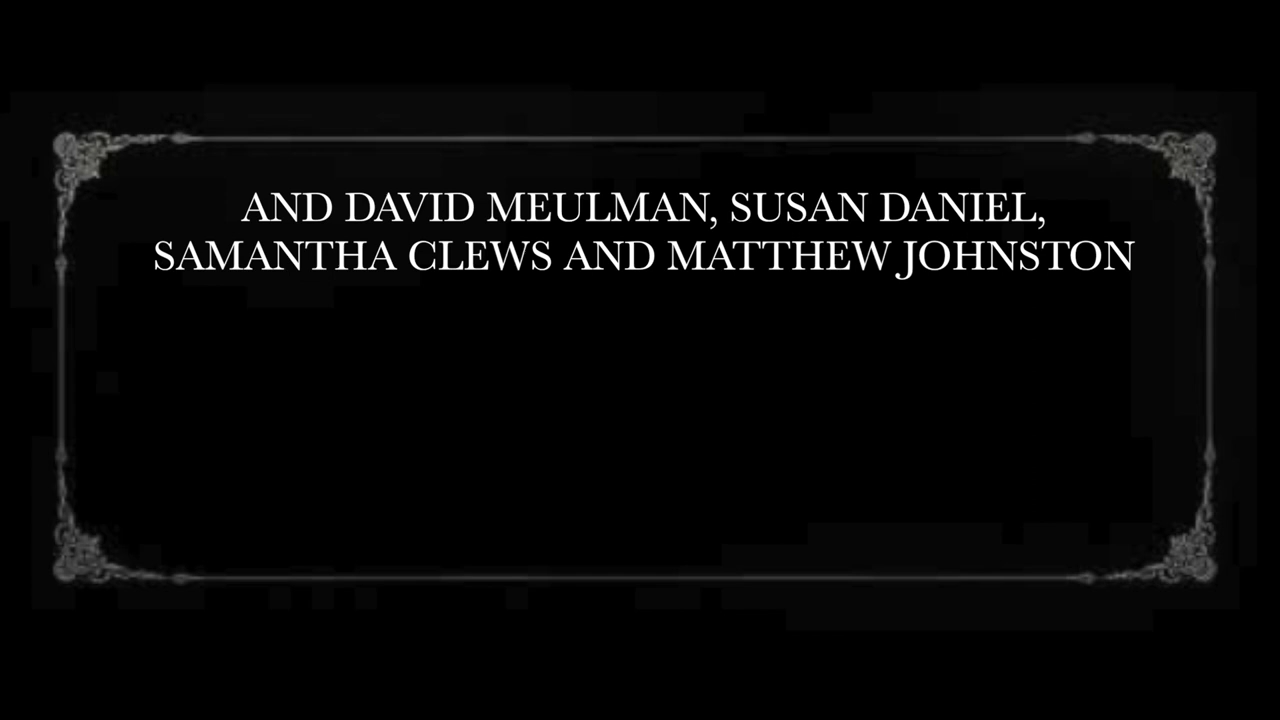 AND DAVID MEULMAN, SUSAN DANIEL,
SAMANTHA CLEWS AND MATTHEW JOHNSTON